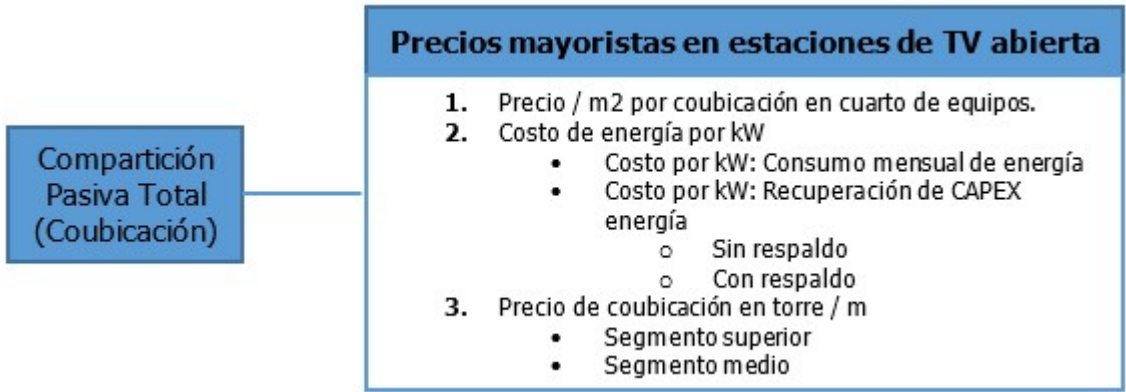 Compartición
Pasiva Total
(Coubicación)
Precios mayoristas en estaciones de TV abierta
1. Precio / m2 por coubicación en cuarto de equipos.
2. Costo de energía por kW
• Costo por kW: Consumo mensual de energía
• Costo por kW: Recuperación de CAPEX
energía
o Sin respaldo
o Con respaldo
3. Precio de coubicación en torre / m
• Segmento superior
• Segmento medio